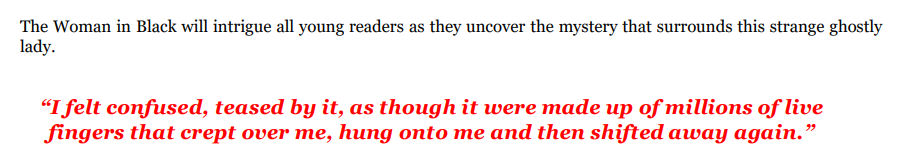 The Woman in Black will intrigue all young readers as they uncover the mystery that surrounds this strange ghostly
lady.
“I felt confused, teased by it, as though it were made up of millions of live
fingers that crept over me, hung onto me and then shifted away again.”